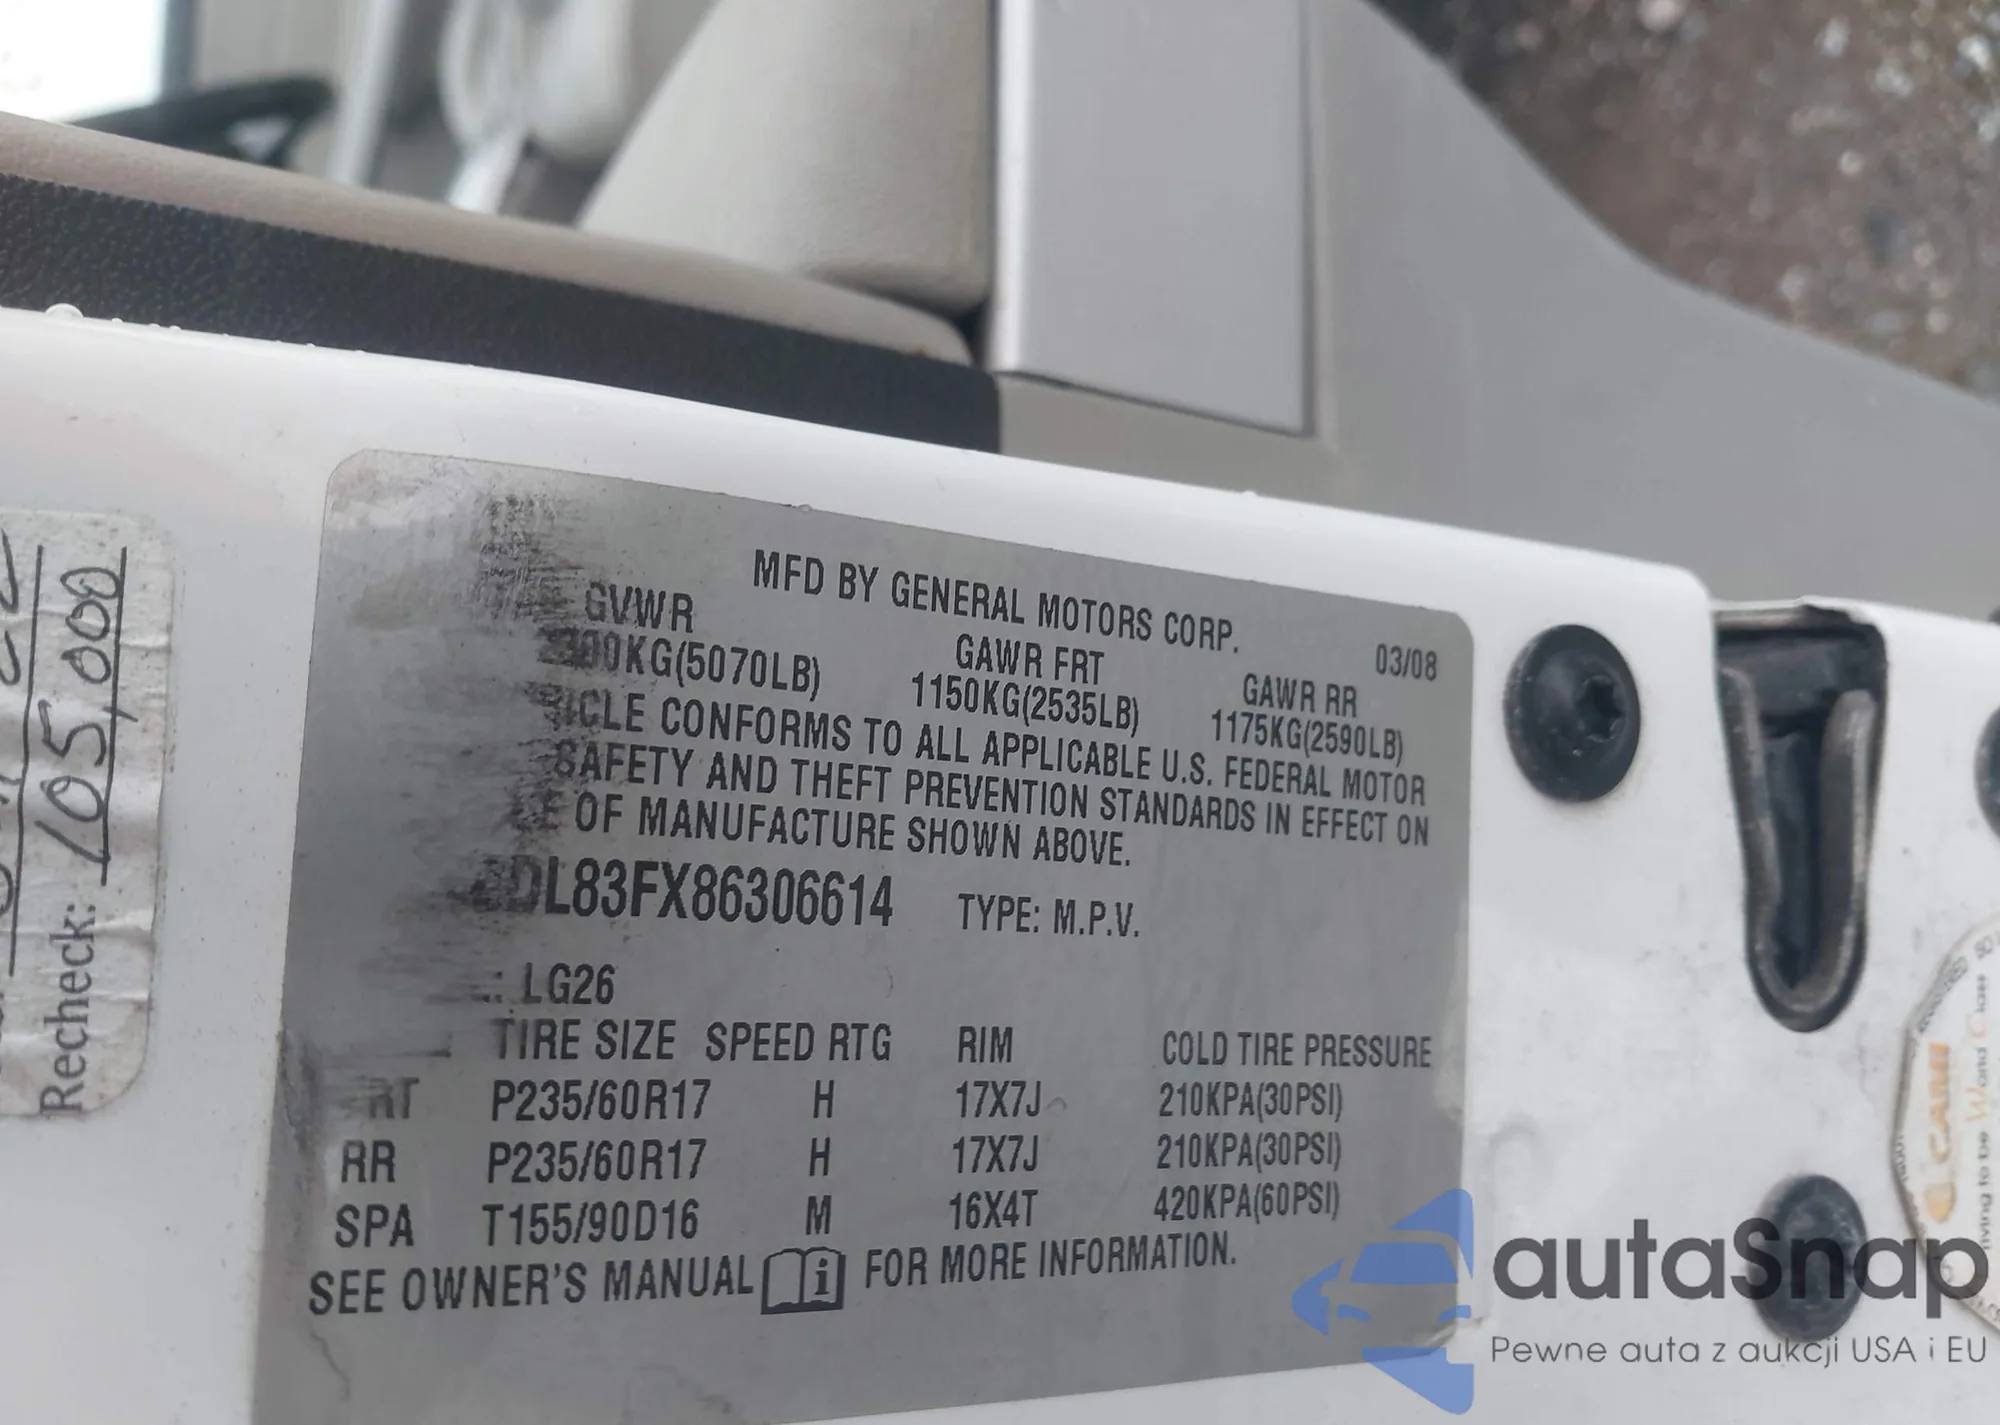 MFD BY GENERAL MOTORS CORP.
03/08
GVWR
GAWR FRT
GAWR RR
00KG(5070LB)
1150KG(2535LB)
1175KG(2590LB)
ICLE CONFORMS TO ALL APPLICABLE U.S. FEDERAL MOTOR
SAFETY AND THEFT PREVENTION STANDARDS IN EFFECT ON
OF MANUFACTURE SHOWN ABOVE.
DL83FX86306614 TYPE: M.P.V.
: LG26
TIRE SIZE SPEED RTG RIM COLD TIRE PRESSURE
RT P235/60R17 H 17X7J 210KPA(30PSI)
RR P235/60R17 H 17X7J 210KPA(30PSI)
SPA T155/90D16 M 16X4T 420KPA(60PSI)
SEE OWNER'S MANUAL i FOR MORE INFORMATION.
Recheck: 105,000
CAMI
autaSnap
Pewne auta z aukcji USA i EU